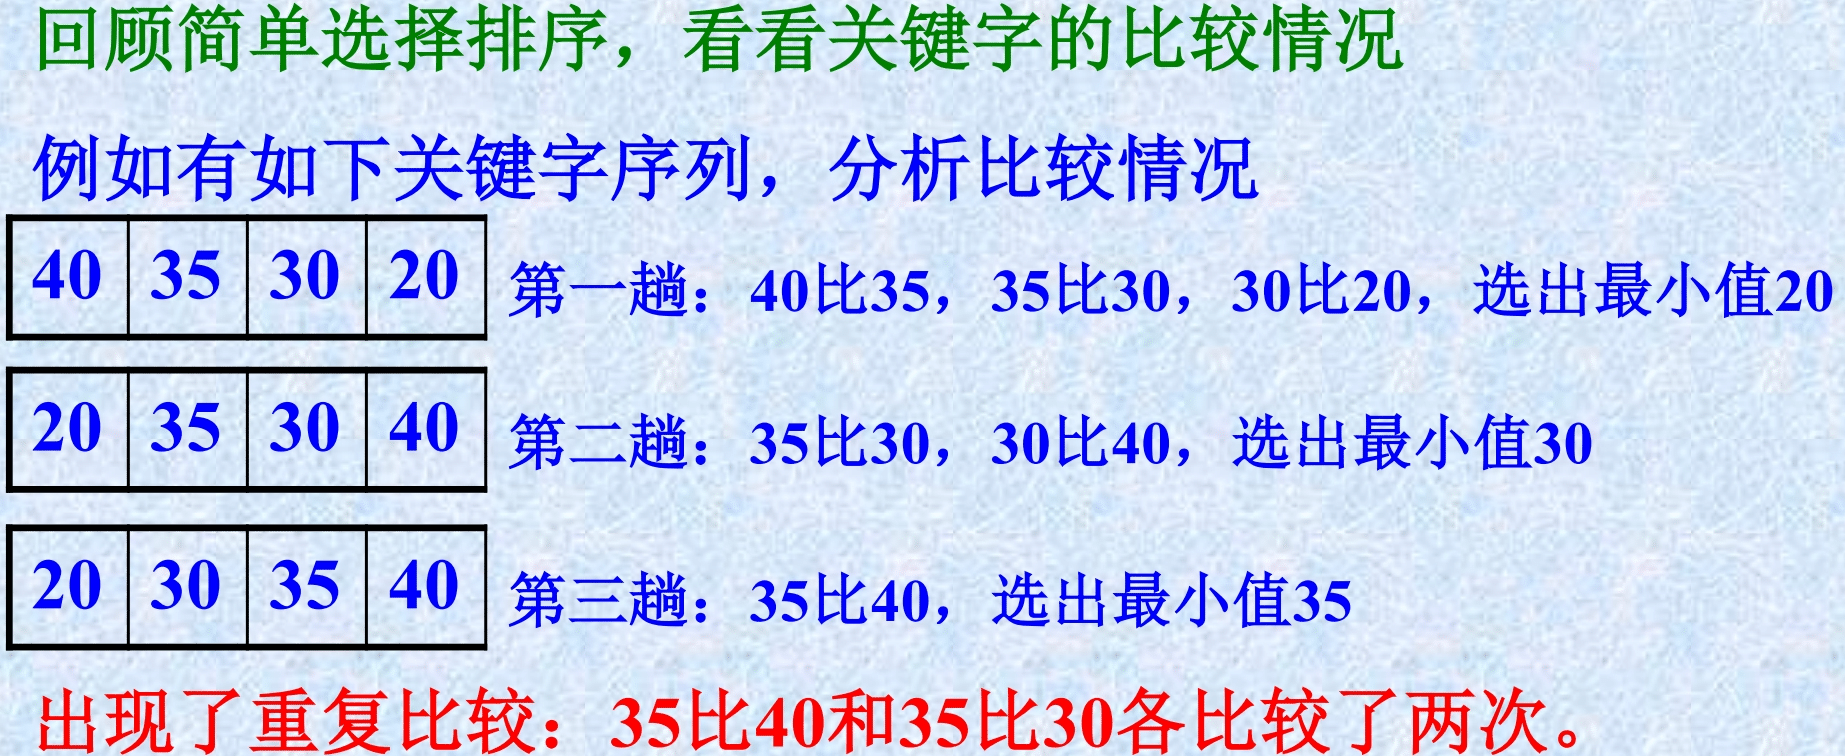 回顾简单选择排序，看看关键字的比较情况
例如有如下关键字序列，分析比较情况
40 35 30 20 第一趟：40比35，35比30，30比20，选出最小值20
20 35 30 40 第二趟：35比30，30比40，选出最小值30
20 30 35 40 第三趟：35比40，选出最小值35
出现了重复比较：35比40和35比30各比较了两次。